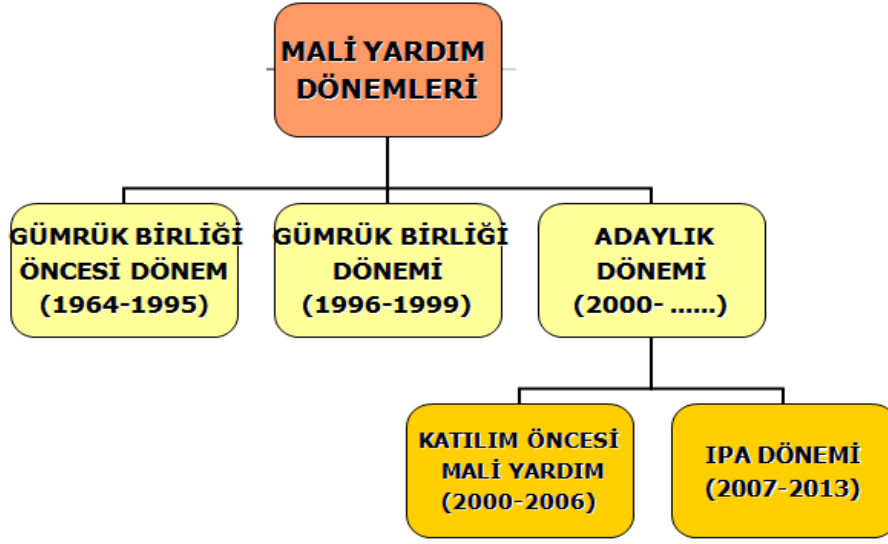 MALİ YARDIM
DÖNEMLERİ
GÜMRÜK BİRLİĞİ
ÖNCESİ DÖNEM
(1964-1995)
GÜMRÜK BİRLİĞİ
DÖNEMİ
(1996-1999)
ADAYLIK
DÖNEMİ
(2000- ......)
KATILIM ÖNCESİ
MALİ YARDIM
(2000-2006)
IPA DÖNEMİ
(2007-2013)